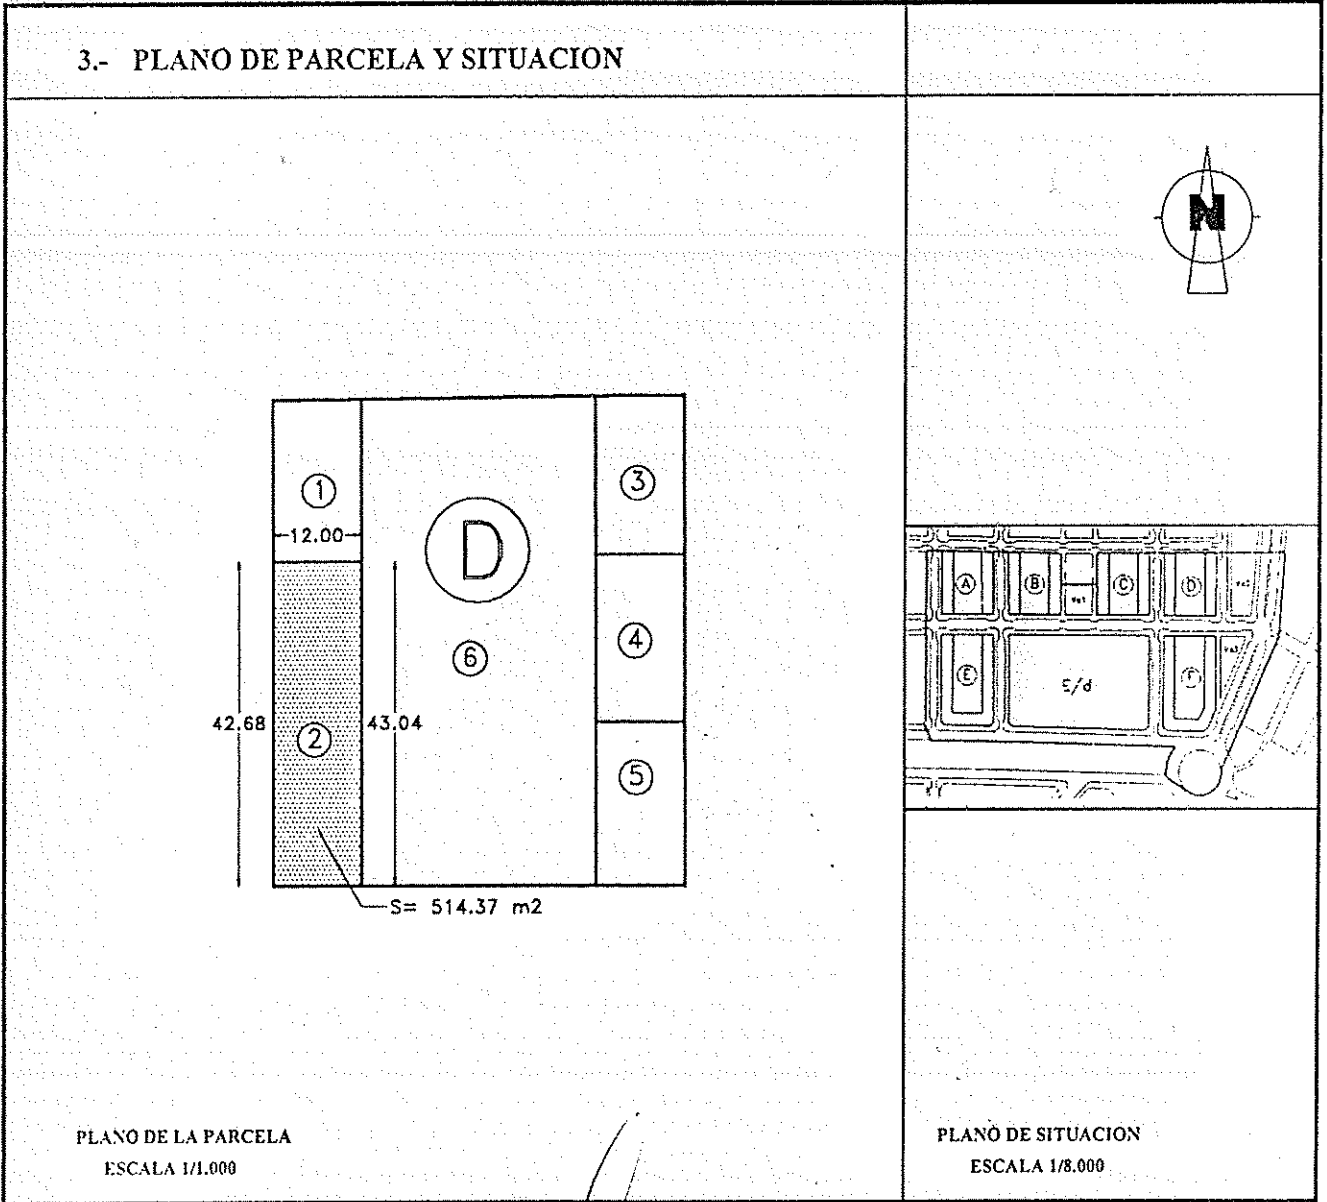 3.- PLANO DE PARCELA Y SITUACION
N
1
3
12.00
D
4
6
42.68
2
43.04
5
S= 514.37 m2
A
B
C
D
E
P/3
F
PLANO DE LA PARCELA
ESCALA 1/1.000
PLANO DE SITUACION
ESCALA 1/8.000